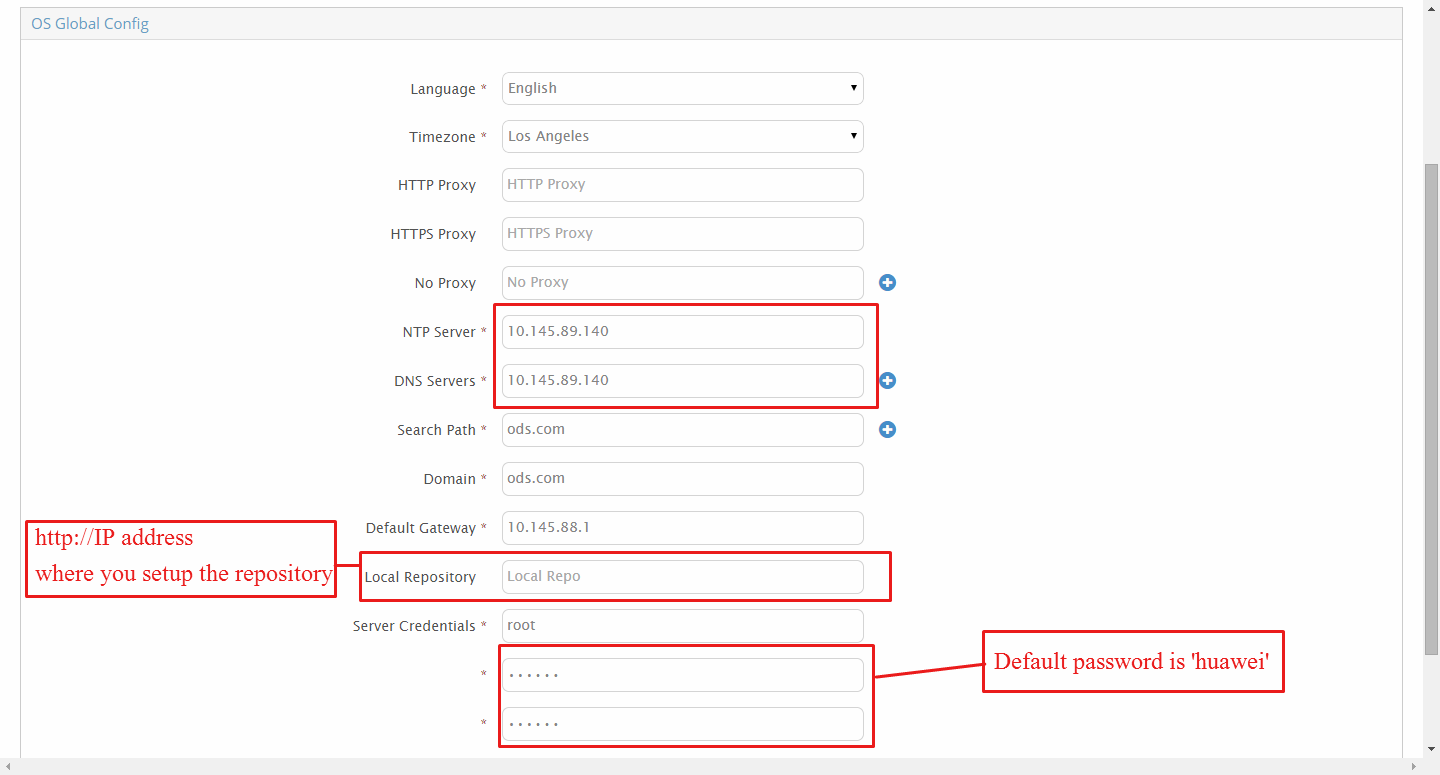 OS Global Config
Language * English
Timezone * Los Angeles
HTTP Proxy HTTP Proxy
HTTPS Proxy HTTPS Proxy
No Proxy No Proxy
NTP Server * 10.145.89.140
DNS Servers * 10.145.89.140
Search Path * ods.com
Domain * ods.com
Default Gateway * 10.145.88.1
http://IP address
where you setup the repository
Local Repository Local Repo
Server Credentials * root
* ······
Default password is 'huawei'
* ······